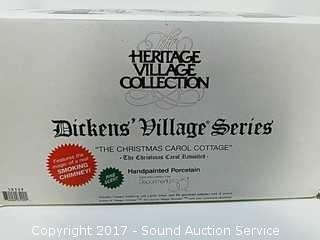 The
HERITAGE
VILLAGE
COLLECTION
Dickens' Village® Series
"THE CHRISTMAS CAROL COTTAGE"
- The Christmas Carol Revisited -
Handpainted Porcelain
Department 56
Features the
magic of a real
SMOKING
CHIMNEY!
Copyright 2017 - Sound Auction Service